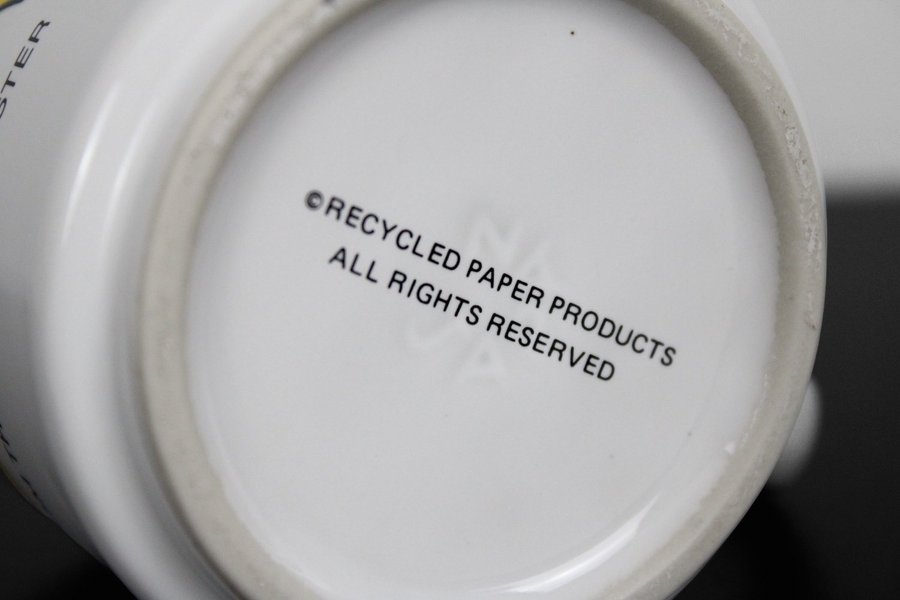 ©RECYCLED PAPER PRODUCTS
ALL RIGHTS RESERVED